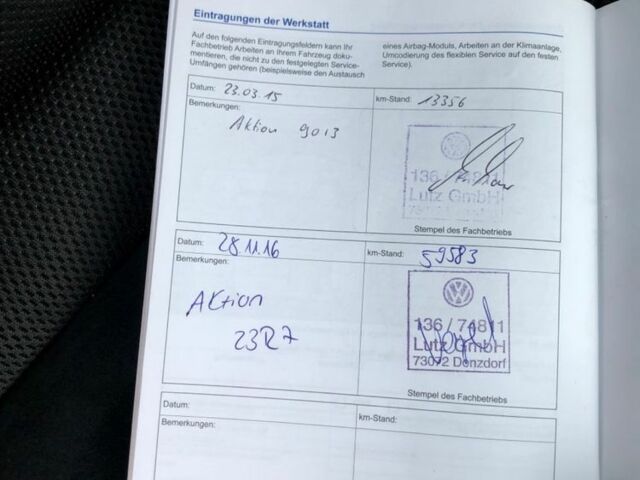 Eintragungen der Werkstatt
Auf den folgenden Eintragungsfeldern kann Ihr
Fachbetrieb Arbeiten an Ihrem Fahrzeug doku-
mentieren, die nicht zu den festgelegten Service-
Umfängen gehören (beispielsweise den Austausch
eines Airbag-Moduls, Arbeiten an der Klimaanlage,
Umcodierung des flexiblen Service auf den festen
Service).
Datum: 23.03.15
km-Stand: 13356
Bemerkungen:
Aktion 9013
136 / 74811
Lutz GmbH
Stempel des Fachbetriebs
Datum: 28.11.16
km-Stand: 59583
Bemerkungen:
Aktion
23R7
136 / 74811
Lutz GmbH
73072 Donzdorf
Stempel des Fachbetriebs
Datum:
km-Stand:
Bemerkungen: